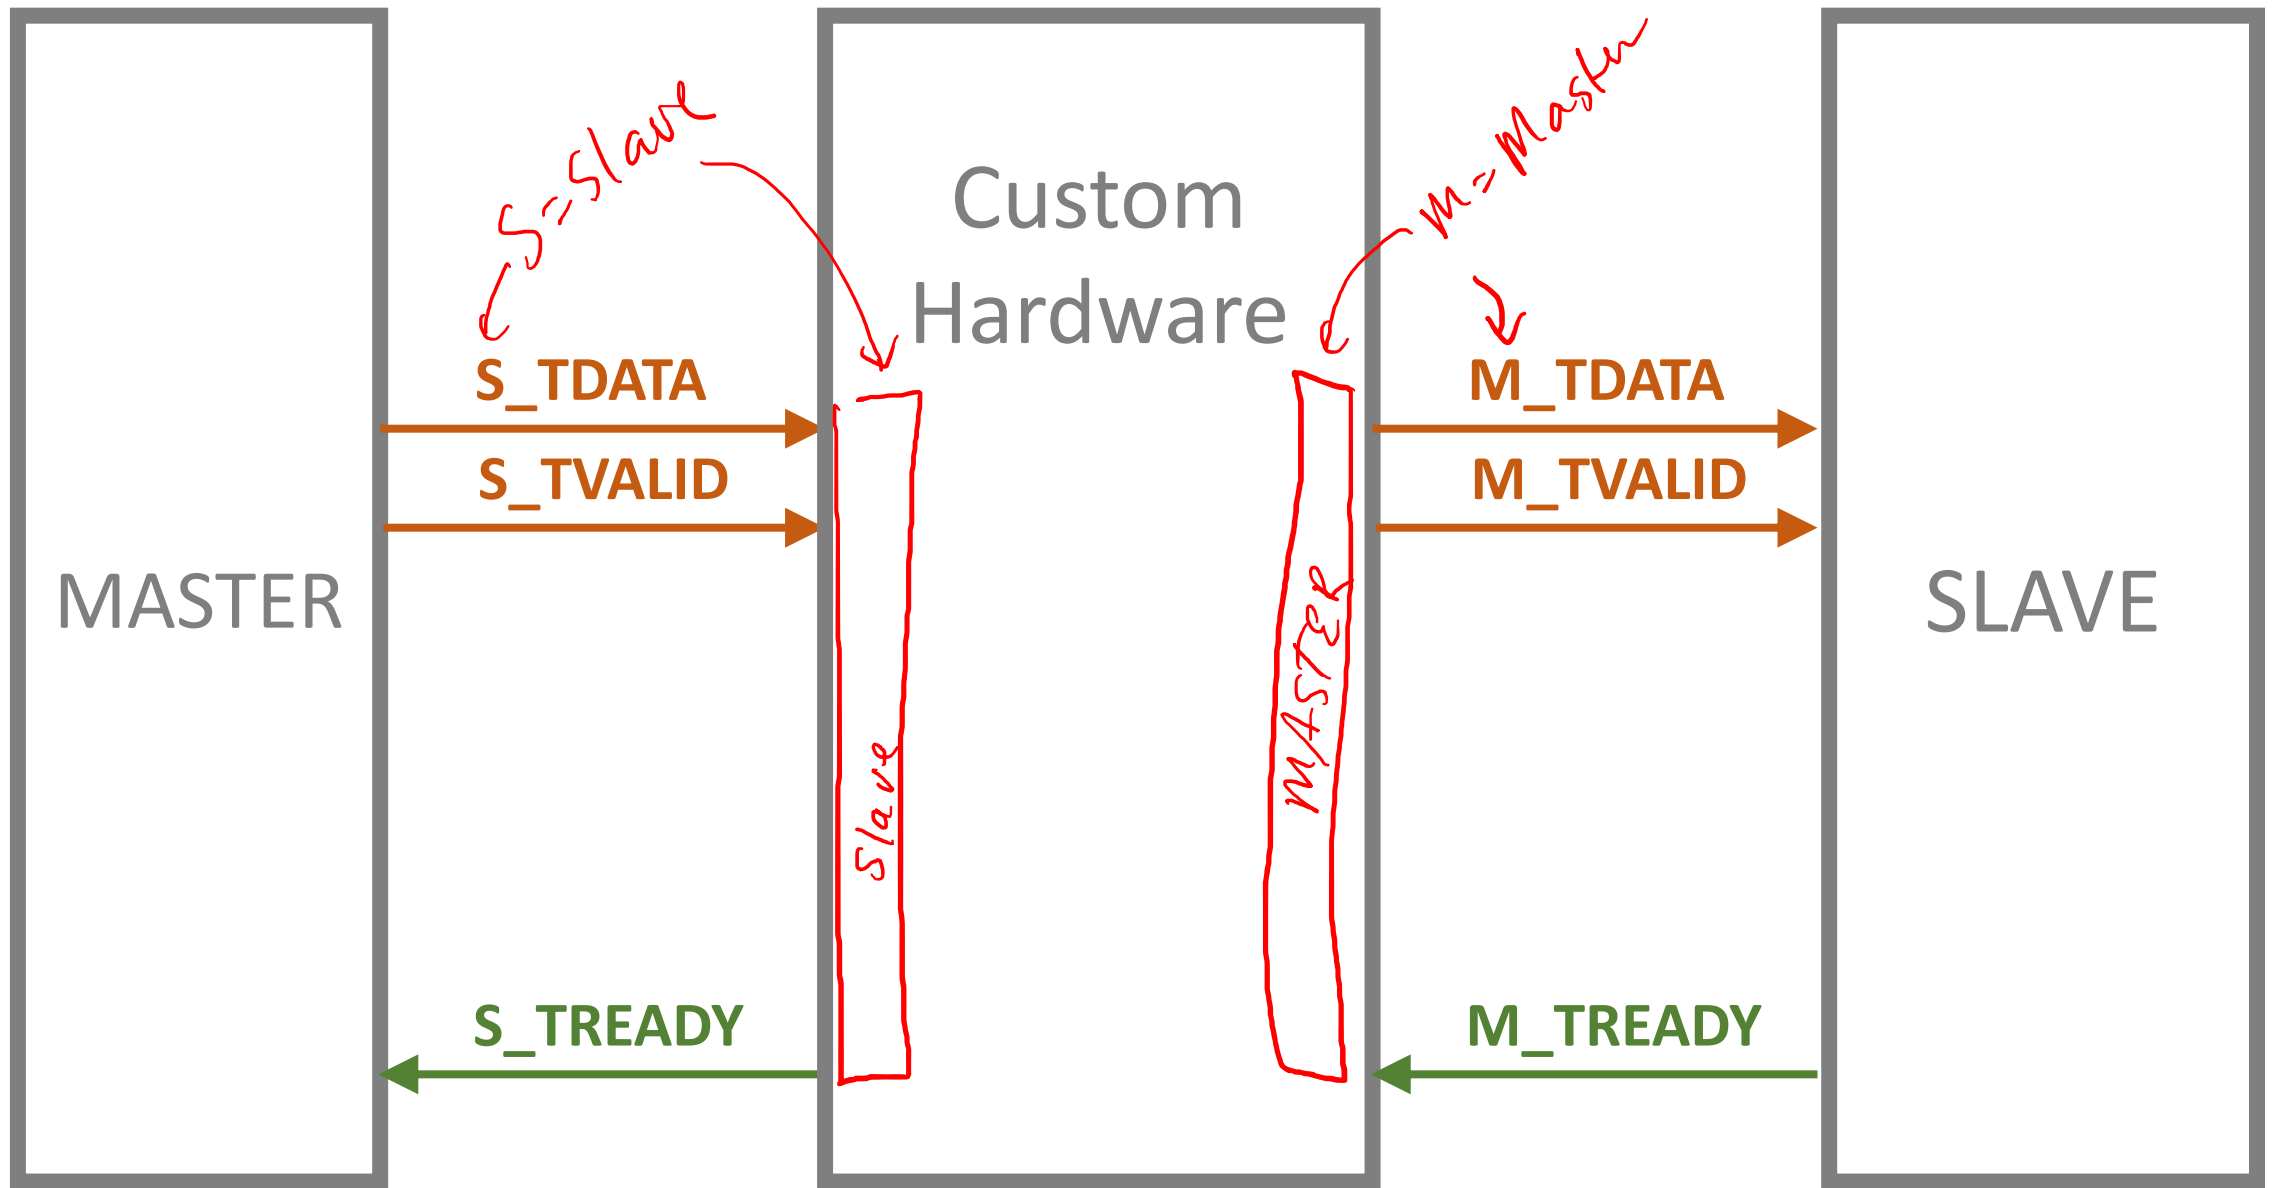 S=Slave
M=Master
Custom
Hardware
S_TDATA
M_TDATA
S_TVALID
M_TVALID
MASTER
Slave
MASTER
SLAVE
S_TREADY
M_TREADY